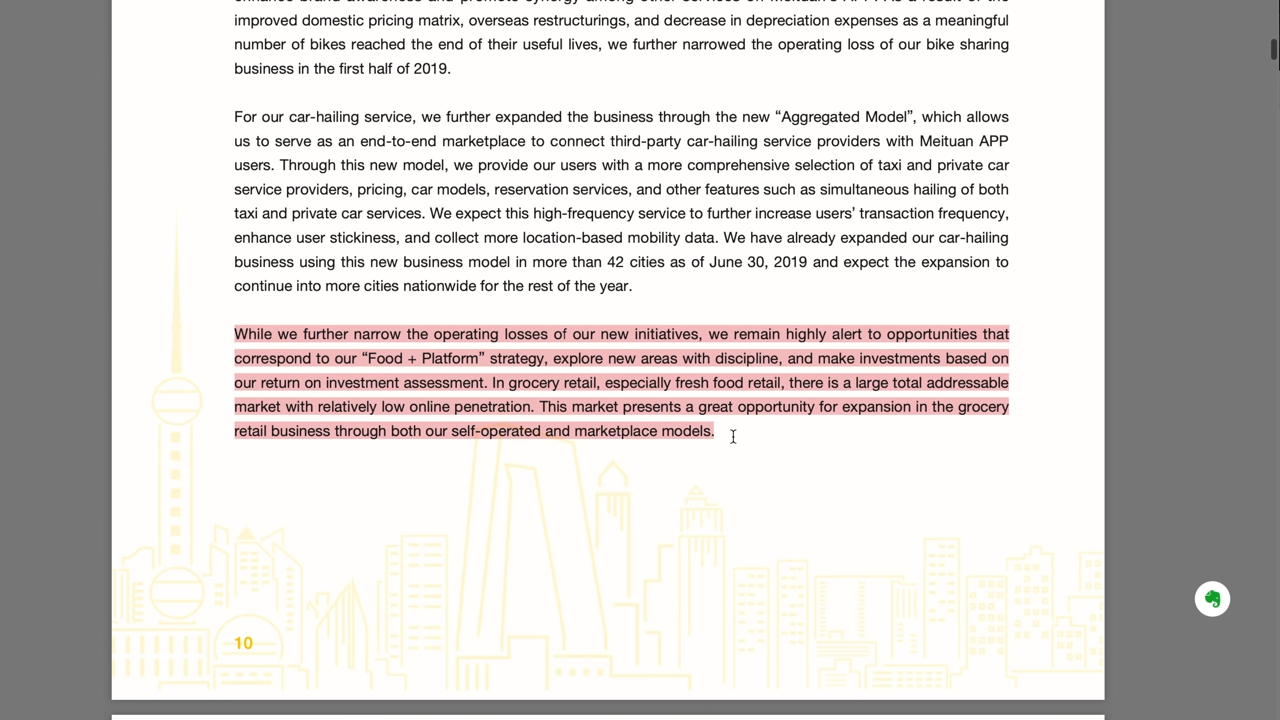 improved domestic pricing matrix, overseas restructurings, and decrease in depreciation expenses as a meaningful
number of bikes reached the end of their useful lives, we further narrowed the operating loss of our bike sharing
business in the first half of 2019.
For our car-hailing service, we further expanded the business through the new “Aggregated Model”, which allows
us to serve as an end-to-end marketplace to connect third-party car-hailing service providers with Meituan APP
users. Through this new model, we provide our users with a more comprehensive selection of taxi and private car
service providers, pricing, car models, reservation services, and other features such as simultaneous hailing of both
taxi and private car services. We expect this high-frequency service to further increase users’ transaction frequency,
enhance user stickiness, and collect more location-based mobility data. We have already expanded our car-hailing
business using this new business model in more than 42 cities as of June 30, 2019 and expect the expansion to
continue into more cities nationwide for the rest of the year.
While we further narrow the operating losses of our new initiatives, we remain highly alert to opportunities that
correspond to our “Food + Platform” strategy, explore new areas with discipline, and make investments based on
our return on investment assessment. In grocery retail, especially fresh food retail, there is a large total addressable
market with relatively low online penetration. This market presents a great opportunity for expansion in the grocery
retail business through both our self-operated and marketplace models.
10